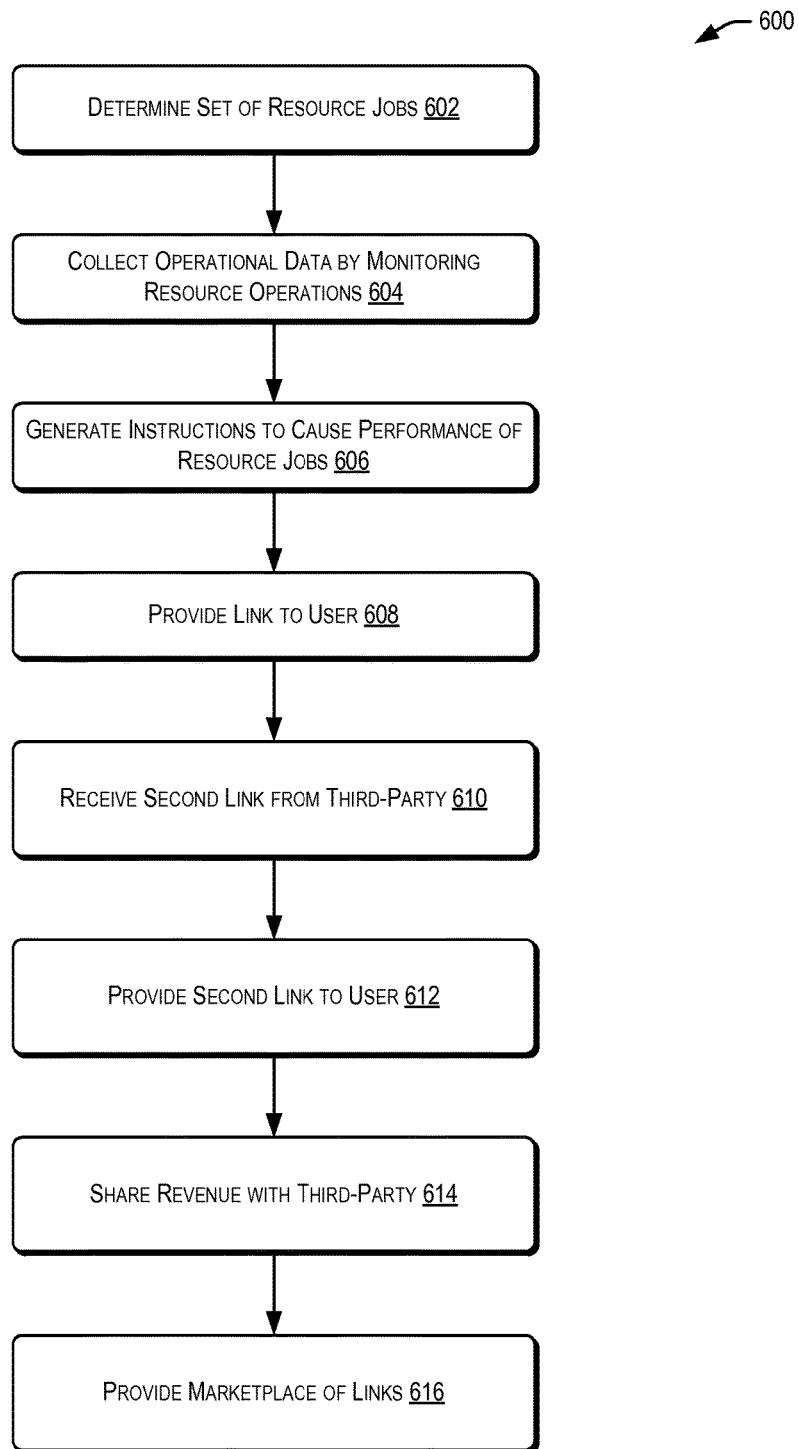 600
DETERMINE SET OF RESOURCE JOBS 602
COLLECT OPERATIONAL DATA BY MONITORING
RESOURCE OPERATIONS 604
GENERATE INSTRUCTIONS TO CAUSE PERFORMANCE OF
RESOURCE JOBS 606
PROVIDE LINK TO USER 608
RECEIVE SECOND LINK FROM THIRD-PARTY 610
PROVIDE SECOND LINK TO USER 612
SHARE REVENUE WITH THIRD-PARTY 614
PROVIDE MARKETPLACE OF LINKS 616